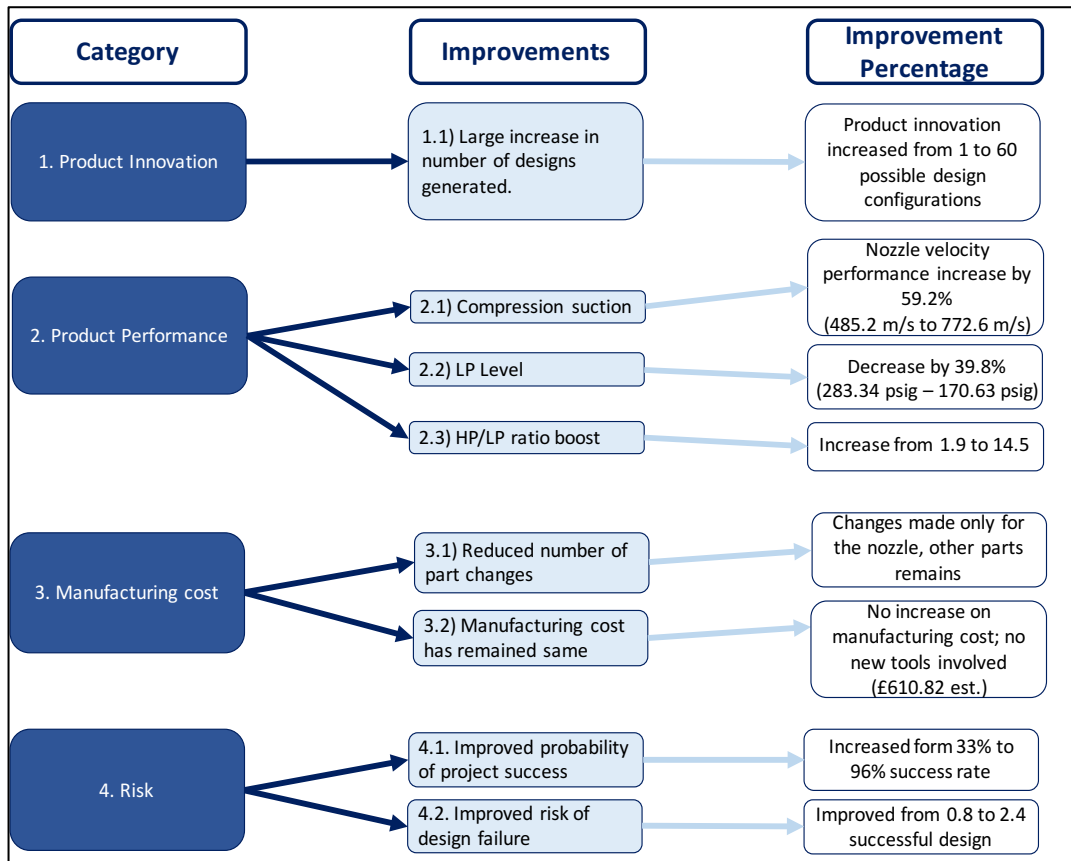 Category
Improvements
Improvement
Percentage
1. Product Innovation
1.1) Large increase in
number of designs
generated.
Product innovation
increased from 1 to 60
possible design
configurations
2. Product Performance
2.1) Compression suction
Nozzle velocity
performance increase by
59.2%
(485.2 m/s to 772.6 m/s)
2.2) LP Level
Decrease by 39.8%
(283.34 psig – 170.63 psig)
2.3) HP/LP ratio boost
Increase from 1.9 to 14.5
3. Manufacturing cost
3.1) Reduced number of
part changes
Changes made only for
the nozzle, other parts
remains
3.2) Manufacturing cost
has remained same
No increase on
manufacturing cost; no
new tools involved
(£610.82 est.)
4. Risk
4.1. Improved probability
of project success
Increased form 33% to
96% success rate
4.2. Improved risk of
design failure
Improved from 0.8 to 2.4
successful design